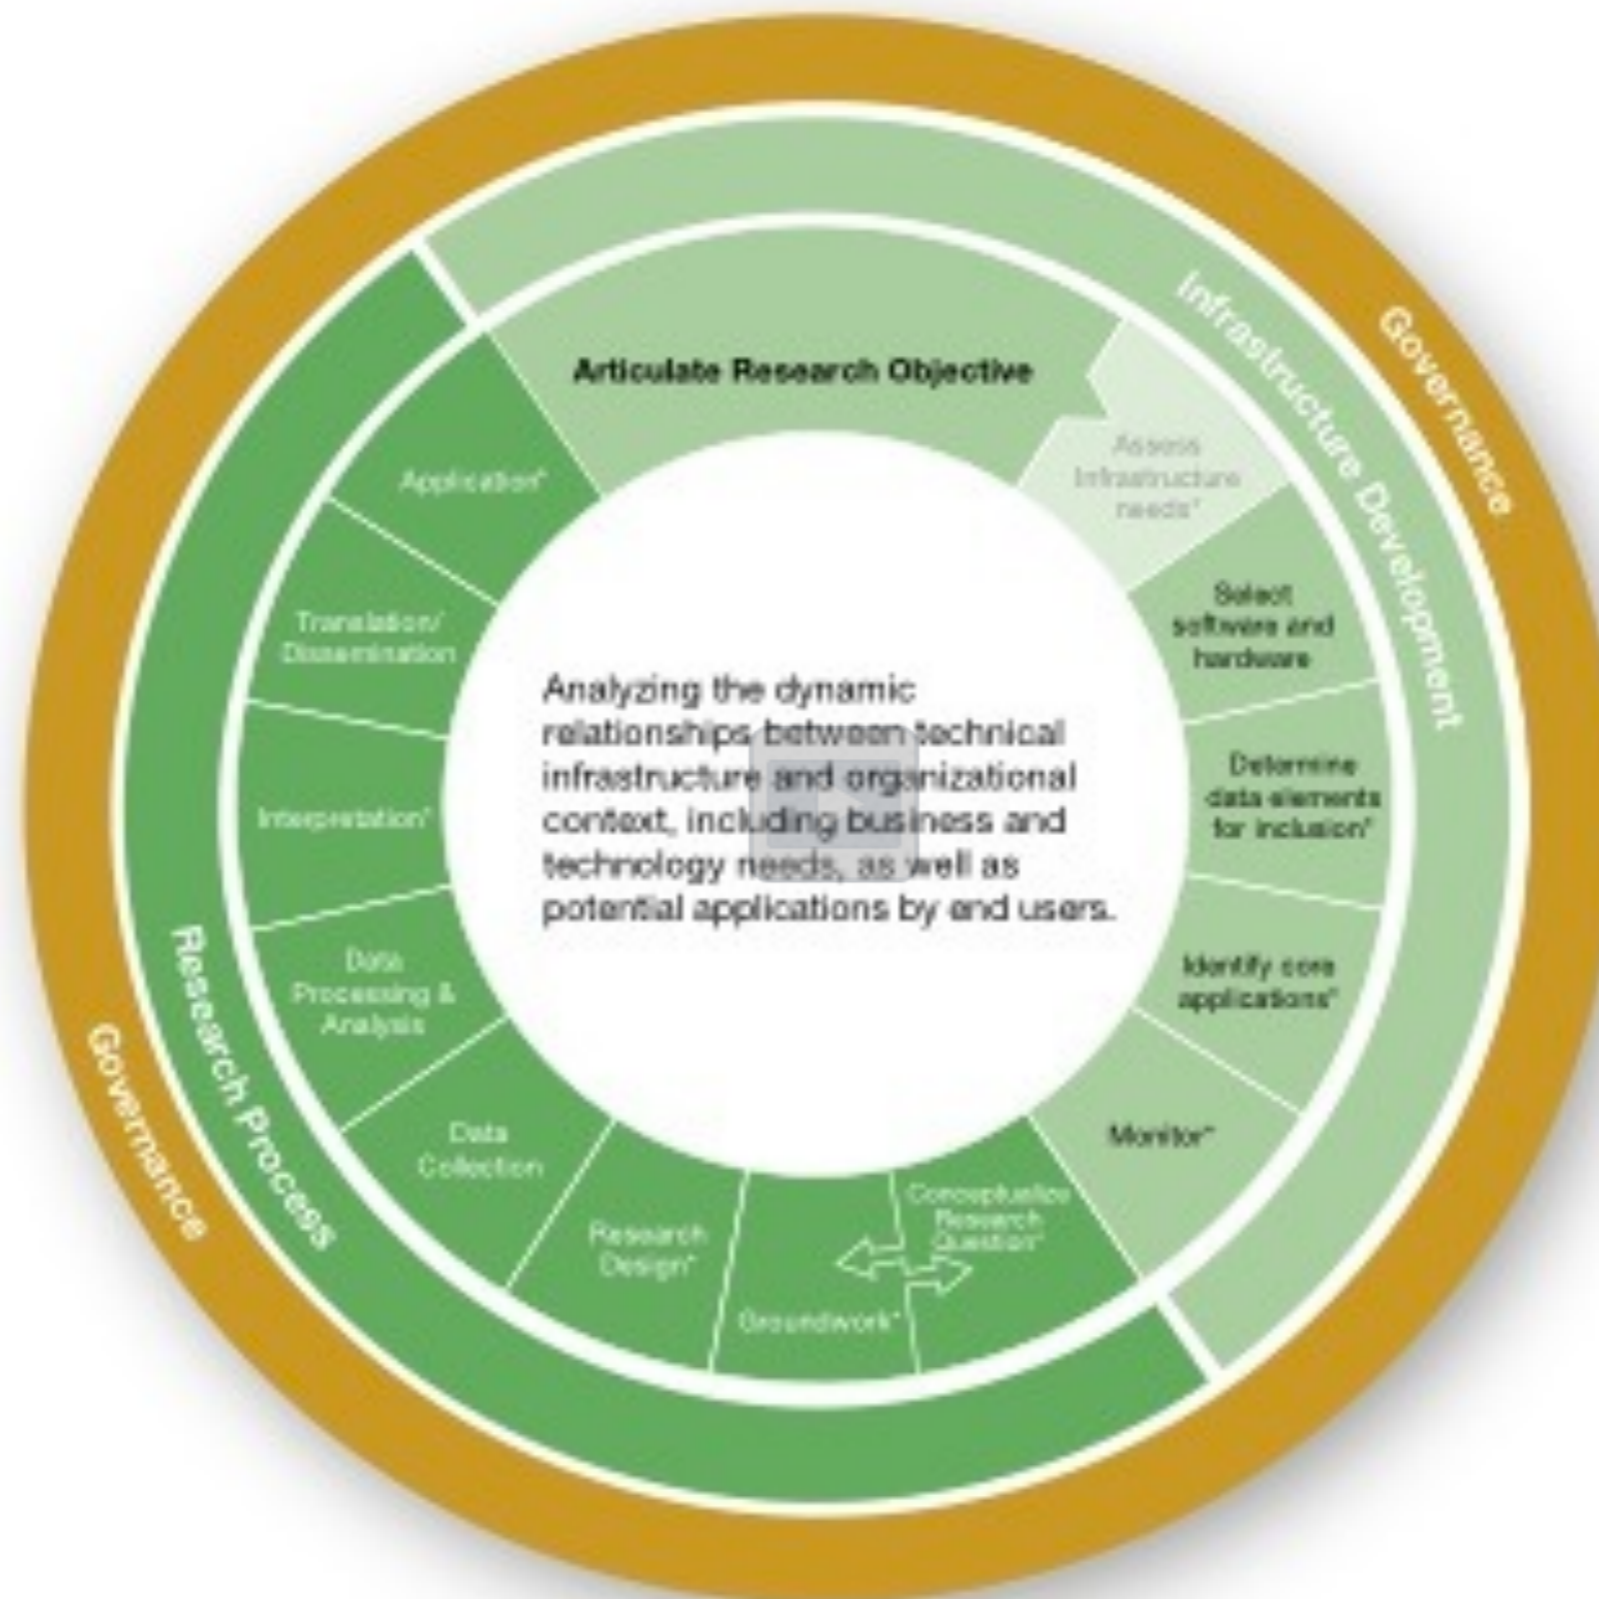 Governance
Infrastructure Development
Articulate Research Objective
Assess
Infrastructure
needs*
Select
software and
hardware
Determine
data elements
for inclusion*
Identify core
applications*
Monitor*
Conceptualize
Research
Question*
Groundwork*
Research
Design*
Data
Collection
Data
Processing &
Analysis
Interpretation*
Translation/
Dissemination
Application*
Research Process
Governance
Analyzing the dynamic
relationships between technical
infrastructure and organizational
context, including business and
technology needs, as well as
potential applications by end users.